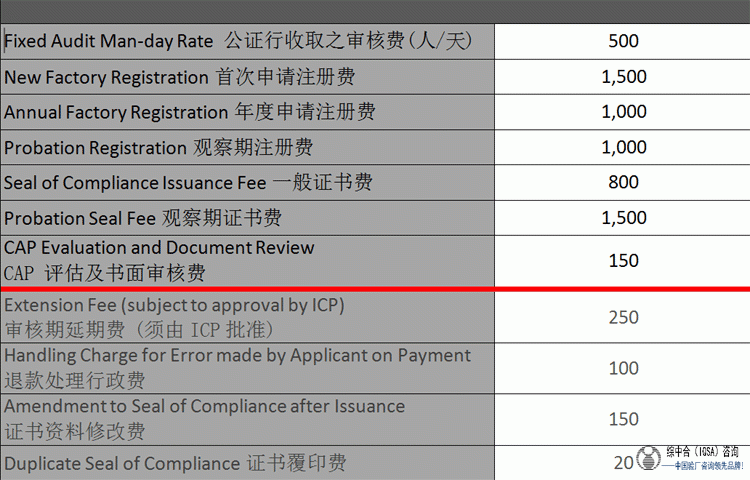 Fixed Audit Man-day Rate 公证行收取之审核费(人/天) 500
New Factory Registration 首次申请注册费 1,500
Annual Factory Registration 年度申请注册费 1,000
Probation Registration 观察期注册费 1,000
Seal of Compliance Issuance Fee 一般证书费 800
Probation Seal Fee 观察期证书费 1,500
CAP Evaluation and Document Review
CAP 评估及书面审核费 150
Extension Fee (subject to approval by ICP)
审核期延期费 (须由 ICP 批准) 250
Handling Charge for Error made by Applicant on Payment
退款处理行政费 100
Amendment to Seal of Compliance after Issuance
证书资料修改费 150
Duplicate Seal of Compliance 证书覆印费 20
综中合(IQSA)咨询
——中国验厂咨询领先品牌!